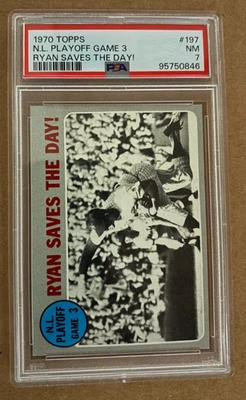 1970 TOPPS #197
N.L. PLAYOFF GAME 3 NM
RYAN SAVES THE DAY! 7
PSA 95750846
RYAN SAVES THE DAY!
N.L.
PLAYOFF
GAME 3